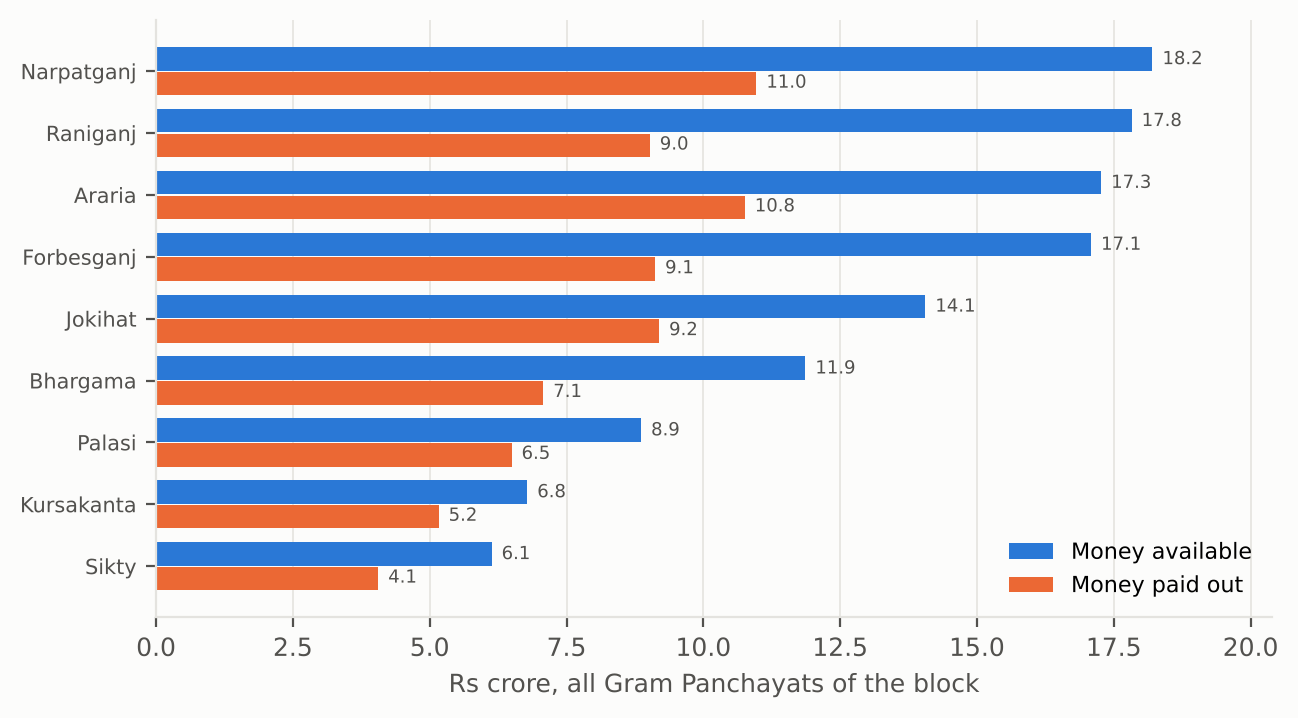 Narpatganj 18.2
11.0
Raniganj 17.8
9.0
Araria 17.3
10.8
Forbesganj 17.1
9.1
Jokihat 14.1
9.2
Bhargama 11.9
7.1
Palasi 8.9
6.5
Kursakanta 6.8
5.2
Sikty 6.1
4.1
Money available
Money paid out
0.0 2.5 5.0 7.5 10.0 12.5 15.0 17.5 20.0
Rs crore, all Gram Panchayats of the block